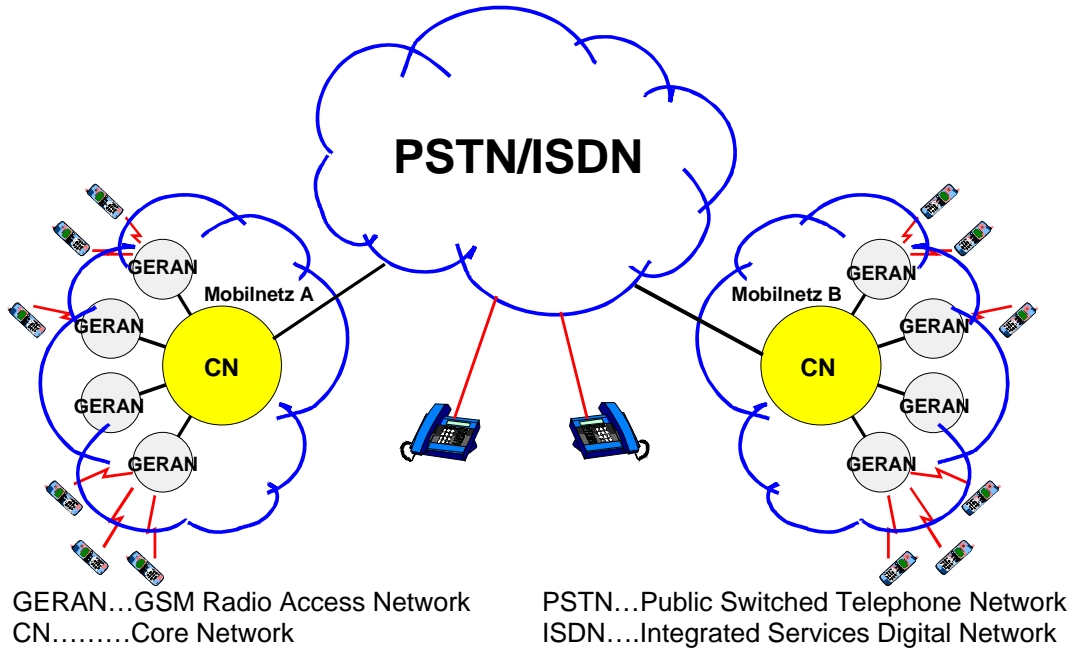 PSTN/ISDN
Mobilnetz A
GERAN
GERAN
GERAN
GERAN
CN
Mobilnetz B
GERAN
GERAN
GERAN
GERAN
CN
GERAN…GSM Radio Access Network
CN………Core Network
PSTN…Public Switched Telephone Network
ISDN….Integrated Services Digital Network